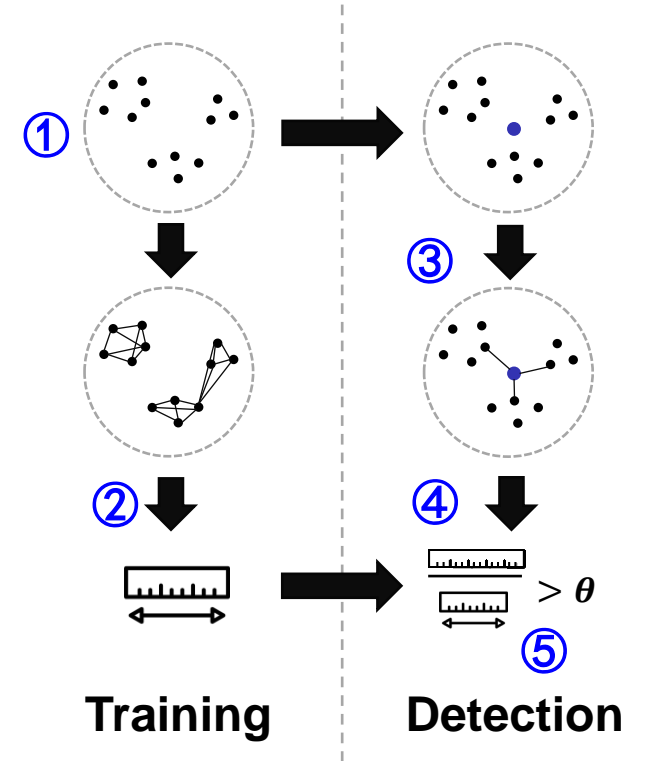 ①
③
②
④
> θ
⑤
Training
Detection